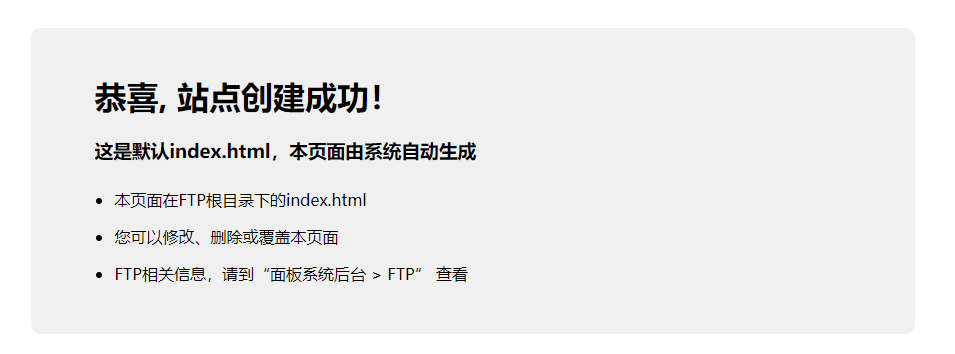 恭喜, 站点创建成功！
这是默认index.html，本页面由系统自动生成
本页面在FTP根目录下的index.html
您可以修改、删除或覆盖本页面
FTP相关信息，请到“面板系统后台 > FTP” 查看